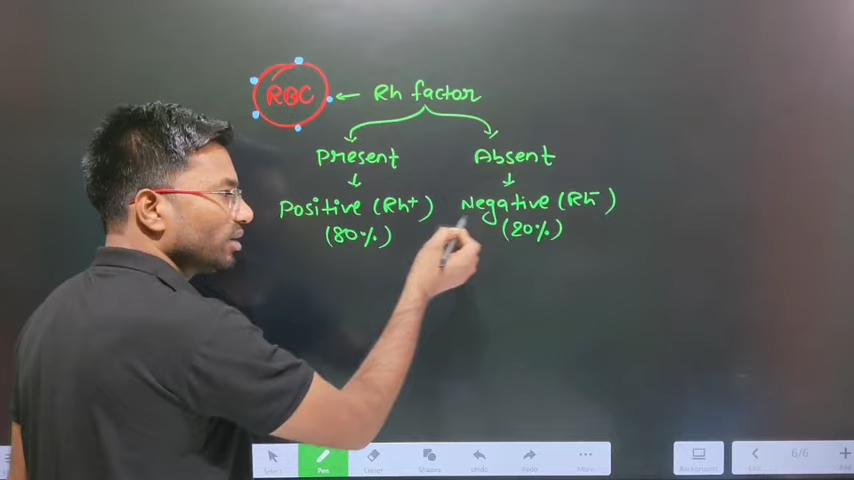 RBC ← Rh factor
Present Absent
Positive (Rh+) Negative (Rh-)
(80%) (20%)
Select Pen Eraser Shapes Undo Redo More Background 6/6 Add